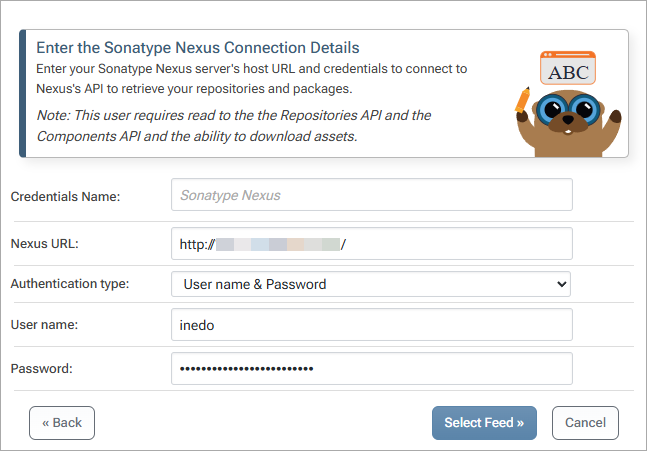 Enter the Sonatype Nexus Connection Details
Enter your Sonatype Nexus server's host URL and credentials to connect to
Nexus's API to retrieve your repositories and packages.
Note: This user requires read to the the Repositories API and the
Components API and the ability to download assets.
ABC
Credentials Name: Sonatype Nexus
Nexus URL: http:// /
Authentication type: User name & Password
User name: inedo
Password: •••••••••••••••••••••••••
« Back Select Feed » Cancel